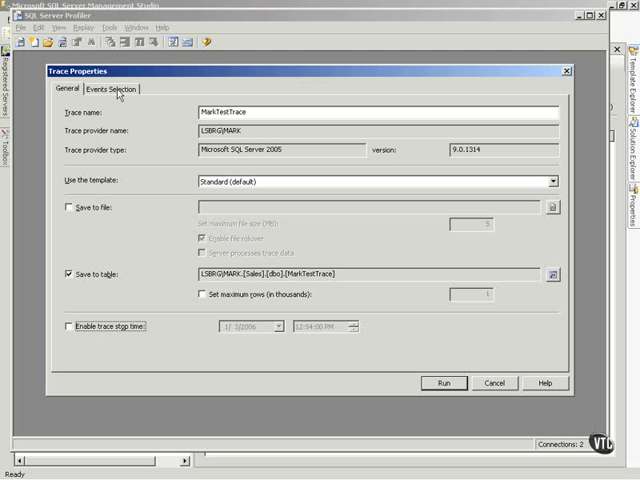 Microsoft SQL Server Management Studio
SQL Server Profiler
File Edit View Replay Tools Window Help
Trace Properties
General Events Selection
Trace name: MarkTestTrace
Trace provider name: LSBRG\MARK
Trace provider type: Microsoft SQL Server 2005 version: 9.0.1314
Use the template: Standard (default)
Save to file:
Set maximum file size (MB): 5
Enable file rollover
Server processes trace data
Save to table: LSBRG\MARK.[Sales].[dbo].[MarkTestTrace]
Set maximum rows (in thousands): 1
Enable trace stop time: 1/ 3/2006 12:54:00 PM
Run Cancel Help
Connections: 2
VTC
Ready
Registered Servers
Toolbox
Template Explorer
Solution Explorer
Properties